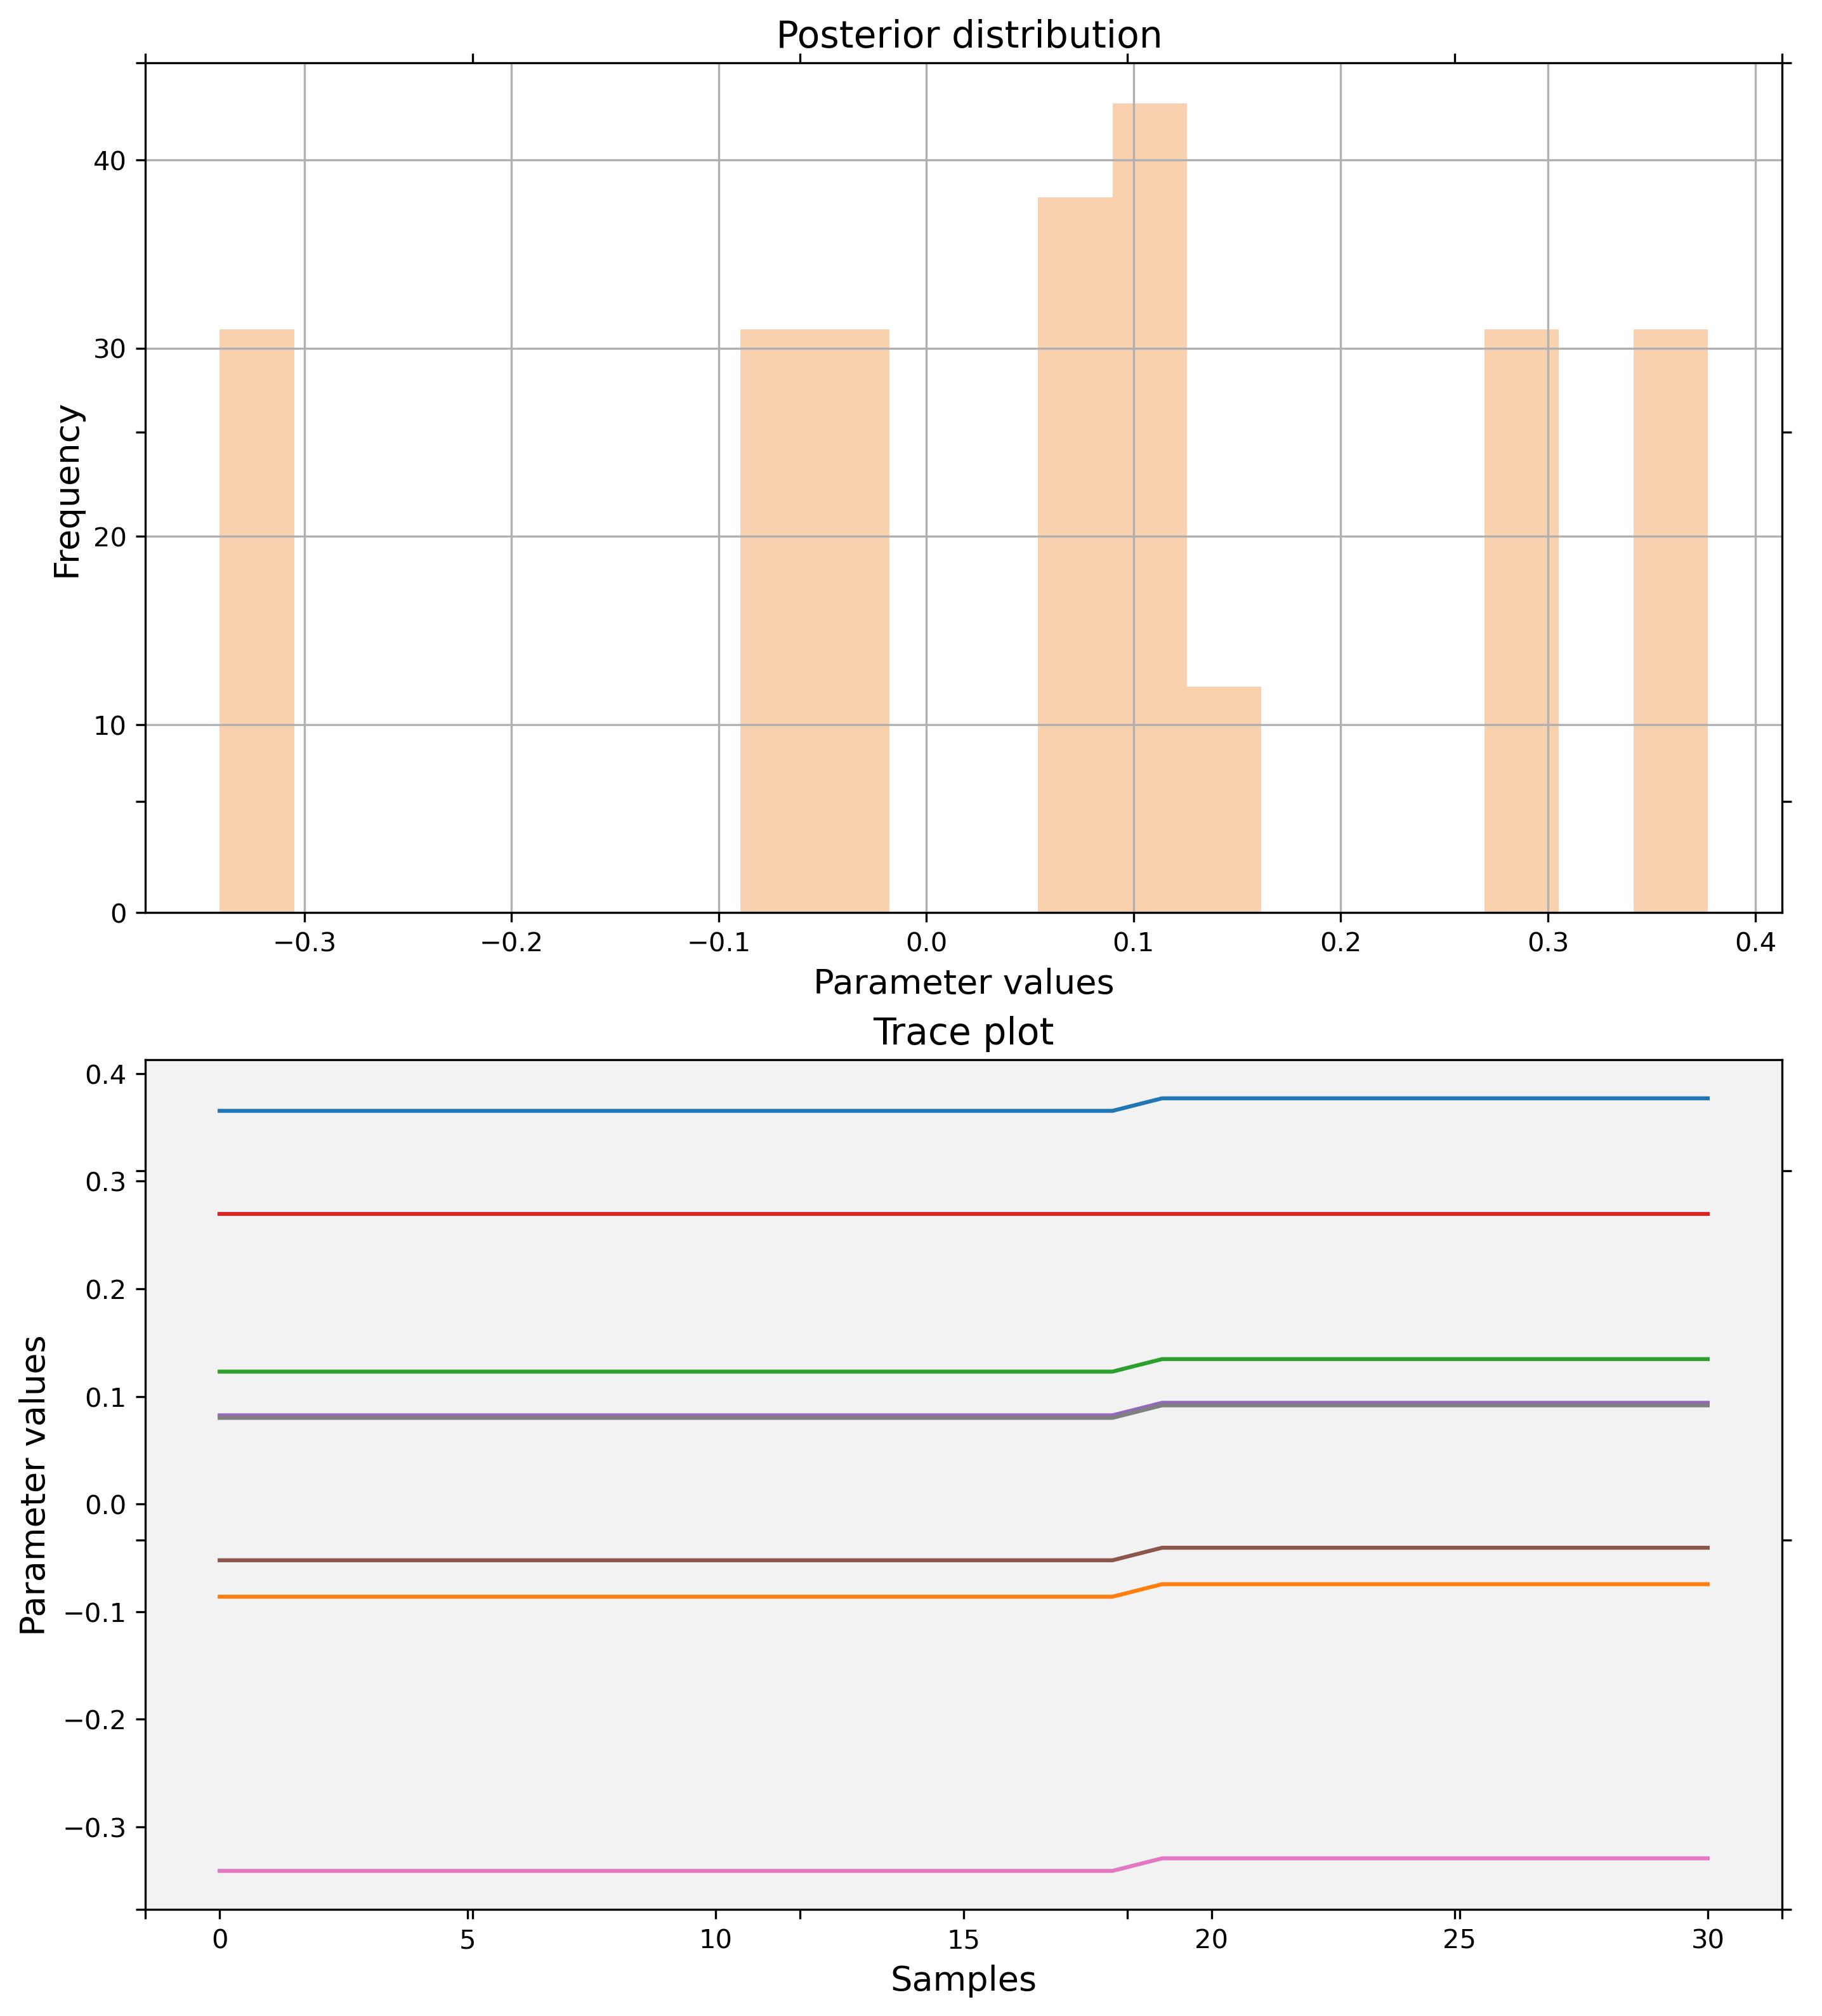 Posterior distribution
40
30
20
10
0
Frequency
−0.3 −0.2 −0.1 0.0 0.1 0.2 0.3 0.4
Parameter values
Trace plot
0.4
0.3
0.2
0.1
0.0
−0.1
−0.2
−0.3
Parameter values
0 5 10 15 20 25 30
Samples